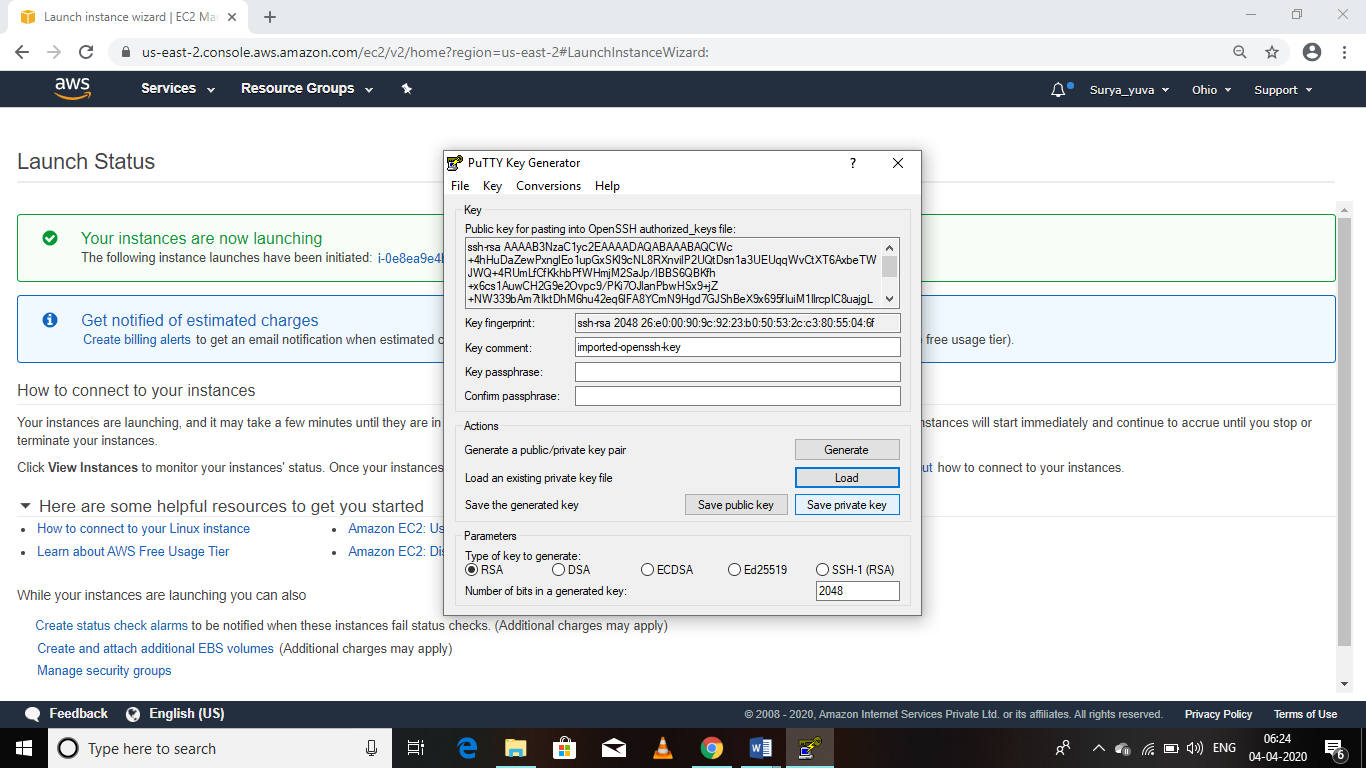 Launch instance wizard | EC2 Ma
us-east-2.console.aws.amazon.com/ec2/v2/home?region=us-east-2#LaunchInstanceWizard:
aws Services Resource Groups Surya_yuva Ohio Support
Launch Status
Your instances are now launching
The following instance launches have been initiated: i-0e8ea9e4
Get notified of estimated charges
Create billing alerts to get an email notification when estimated free usage tier).
How to connect to your instances
Your instances are launching, and it may take a few minutes until they are in nstances will start immediately and continue to accrue until you stop or
terminate your instances.
Click View Instances to monitor your instances' status. Once your instances ut how to connect to your instances.
Here are some helpful resources to get you started
How to connect to your Linux instance Amazon EC2: Us
Learn about AWS Free Usage Tier Amazon EC2: Di
While your instances are launching you can also
Create status check alarms to be notified when these instances fail status checks. (Additional charges may apply)
Create and attach additional EBS volumes (Additional charges may apply)
Manage security groups
PuTTY Key Generator ?
File Key Conversions Help
Key
Public key for pasting into OpenSSH authorized_keys file:
ssh-rsa AAAAB3NzaC1yc2EAAAADAQABAAABAQCWc
Key fingerprint: ssh-rsa 2048 26:e0:00:90:9c:92:23:b0:50:53:2c:c3:80:55:04:6f
Key comment: imported-openssh-key
Key passphrase:
Confirm passphrase:
Actions
Generate a public/private key pair Generate
Load an existing private key file Load
Save the generated key Save public key Save private key
Parameters
Type of key to generate:
RSA DSA ECDSA Ed25519 SSH-1 (RSA)
Number of bits in a generated key: 2048
Feedback English (US) © 2008 - 2020, Amazon Internet Services Private Ltd. or its affiliates. All rights reserved. Privacy Policy Terms of Use
Type here to search ENG 06:24
04-04-2020 6